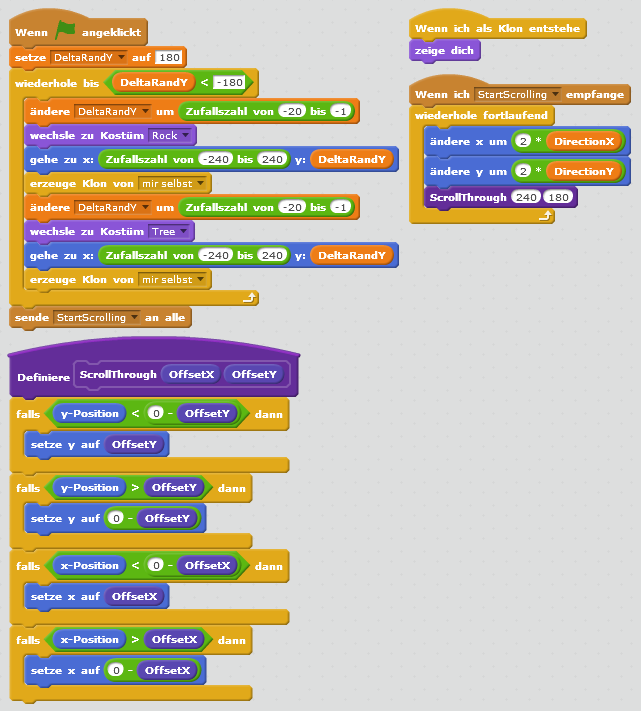 Wenn angeklickt
setze DeltaRandY auf 180
wiederhole bis DeltaRandY < -180
ändere DeltaRandY um Zufallszahl von -20 bis -1
wechsle zu Kostüm Rock
gehe zu x: Zufallszahl von -240 bis 240 y: DeltaRandY
erzeuge Klon von mir selbst
ändere DeltaRandY um Zufallszahl von -20 bis -1
wechsle zu Kostüm Tree
gehe zu x: Zufallszahl von -240 bis 240 y: DeltaRandY
erzeuge Klon von mir selbst
sende StartScrolling an alle
Definiere ScrollThrough OffsetX OffsetY
falls y-Position < 0 - OffsetY dann
setze y auf OffsetY
falls y-Position > OffsetY dann
setze y auf 0 - OffsetY
falls x-Position < 0 - OffsetX dann
setze x auf OffsetX
falls x-Position > OffsetX dann
setze x auf 0 - OffsetX
Wenn ich als Klon entstehe
zeige dich
Wenn ich StartScrolling empfange
wiederhole fortlaufend
ändere x um 2 * DirectionX
ändere y um 2 * DirectionY
ScrollThrough 240 180